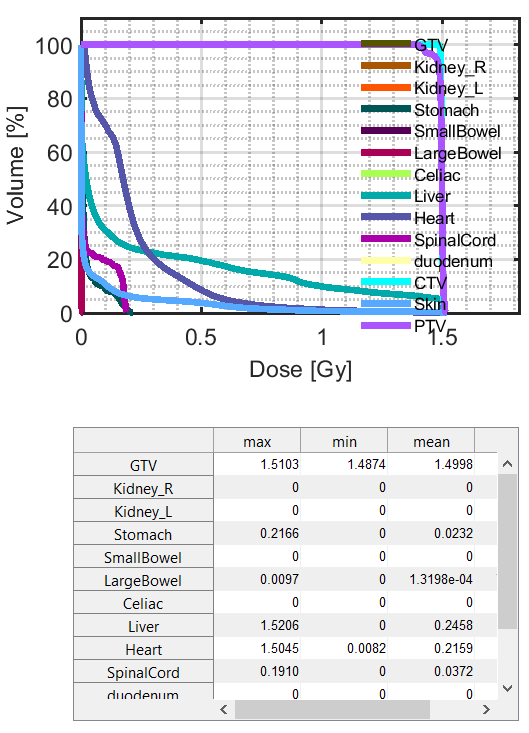 100
80
60
40
20
0
Volume [%]
0
0.5
1
1.5
Dose [Gy]
GTV
Kidney_R
Kidney_L
Stomach
SmallBowel
LargeBowel
Celiac
Liver
Heart
SpinalCord
duodenum
CTV
Skin
PTV
max min mean
GTV 1.5103 1.4874 1.4998
Kidney_R 0 0 0
Kidney_L 0 0 0
Stomach 0.2166 0 0.0232
SmallBowel 0 0 0
LargeBowel 0.0097 0 1.3198e-04
Celiac 0 0 0
Liver 1.5206 0 0.2458
Heart 1.5045 0.0082 0.2159
SpinalCord 0.1910 0 0.0372
duodenum 0 0 0